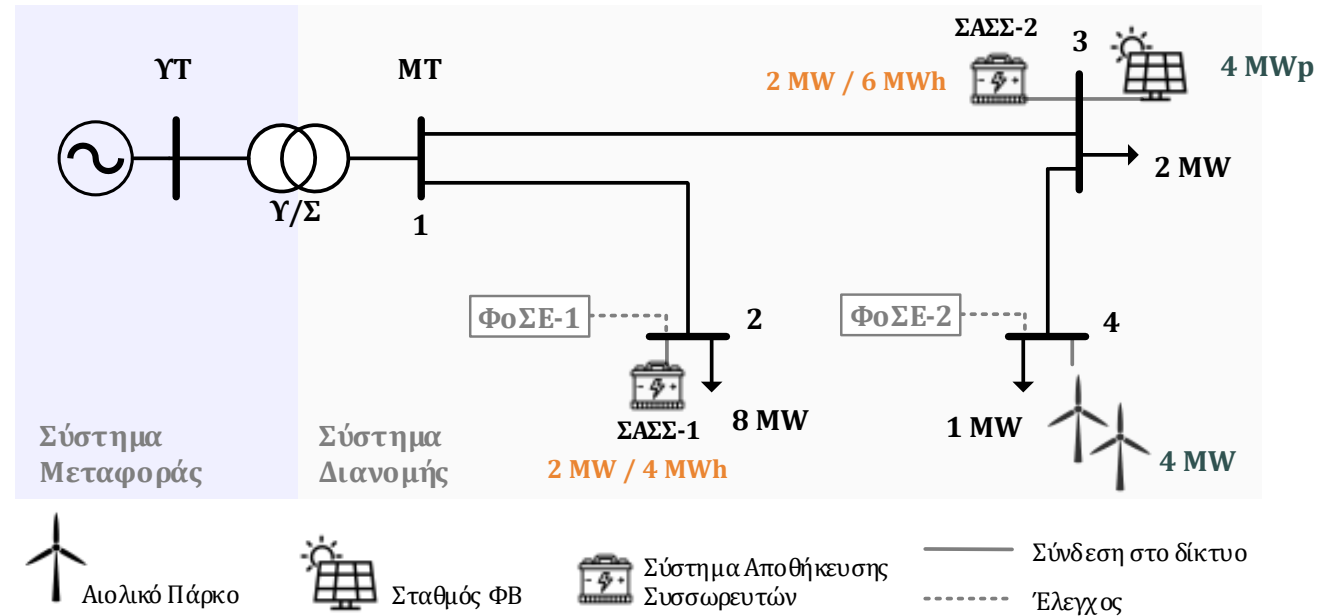 ΣΑΣΣ-2
3
ΥΤ
ΜΤ
2 MW / 6 MWh
4 MWp
2 MW
Υ/Σ
1
ΦοΣΕ-1
2
ΦοΣΕ-2
4
ΣΑΣΣ-1
8 MW
1 MW
4 MW
2 MW / 4 MWh
Σύστημα
Μεταφοράς
Σύστημα
Διανομής
Αιολικό Πάρκο
Σταθμός ΦΒ
Σύστημα Αποθήκευσης
Συσσωρευτών
Σύνδεση στο δίκτυο
Έλεγχος